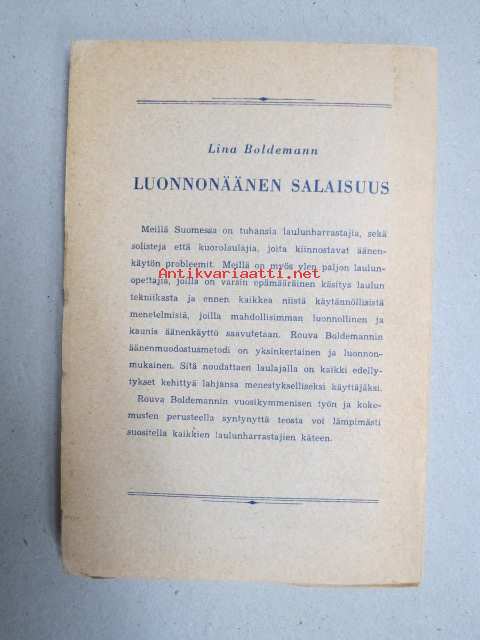 Lina Boldemann
LUONNONÄÄNEN SALAISUUS
Meillä Suomessa on tuhansia laulunharrastajia, sekä
solisteja että kuorolaulajia, joita kiinnostavat äänen-
käytön probleemit. Meillä on myös ylen paljon laulun-
Antikvariaatti.net
opettajia, joilla on varsin epämääräinen käsitys laulun
tekniikasta ja ennen kaikkea niistä käytännöllisistä
menetelmistä, joilla mahdollisimman luonnollinen ja
kaunis äänenkäyttö saavutetaan. Rouva Boldemannin
äänenmuodostusmetodi on yksinkertainen ja luonnon-
mukainen. Sitä noudattaen laulajalla on kaikki edelly-
tykset kehittyä lahjansa menestykselliseksi käyttäjäksi.
Rouva Boldemannin vuosikymmenisen työn ja koke-
musten perusteella syntynyttä teosta voi lämpimästi
suositella kaikkien laulunharrastajien käteen.